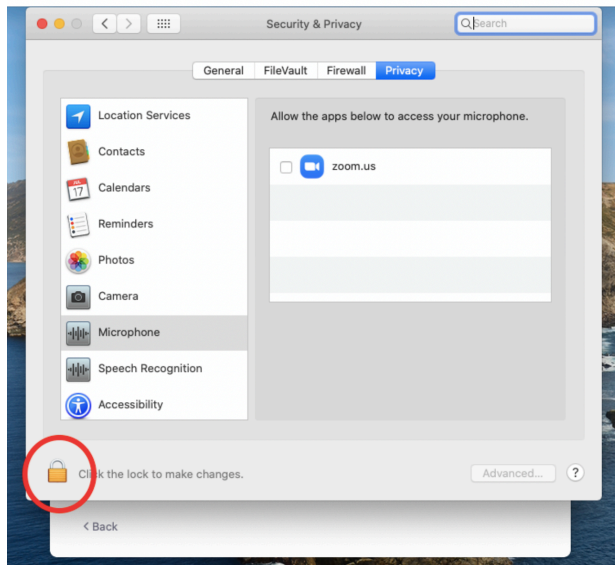 Security & Privacy
Search
General
FileVault
Firewall
Privacy
Location Services
Contacts
Calendars
Reminders
Photos
Camera
Microphone
Speech Recognition
Accessibility
Allow the apps below to access your microphone.
zoom.us
Click the lock to make changes.
Advanced...
?
< Back